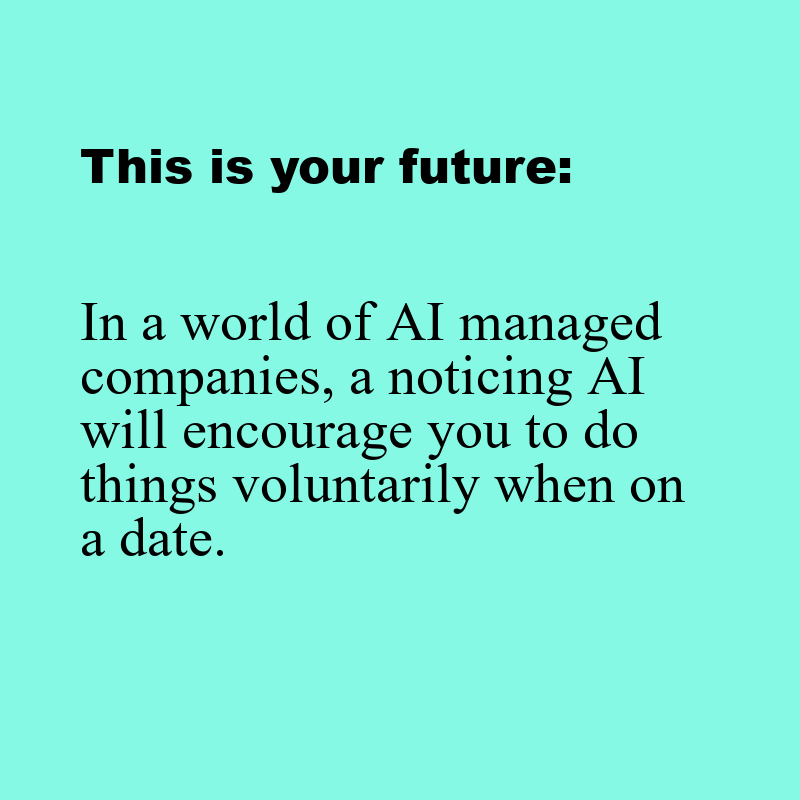 This is your future:
In a world of AI managed
companies, a noticing AI
will encourage you to do
things voluntarily when on
a date.